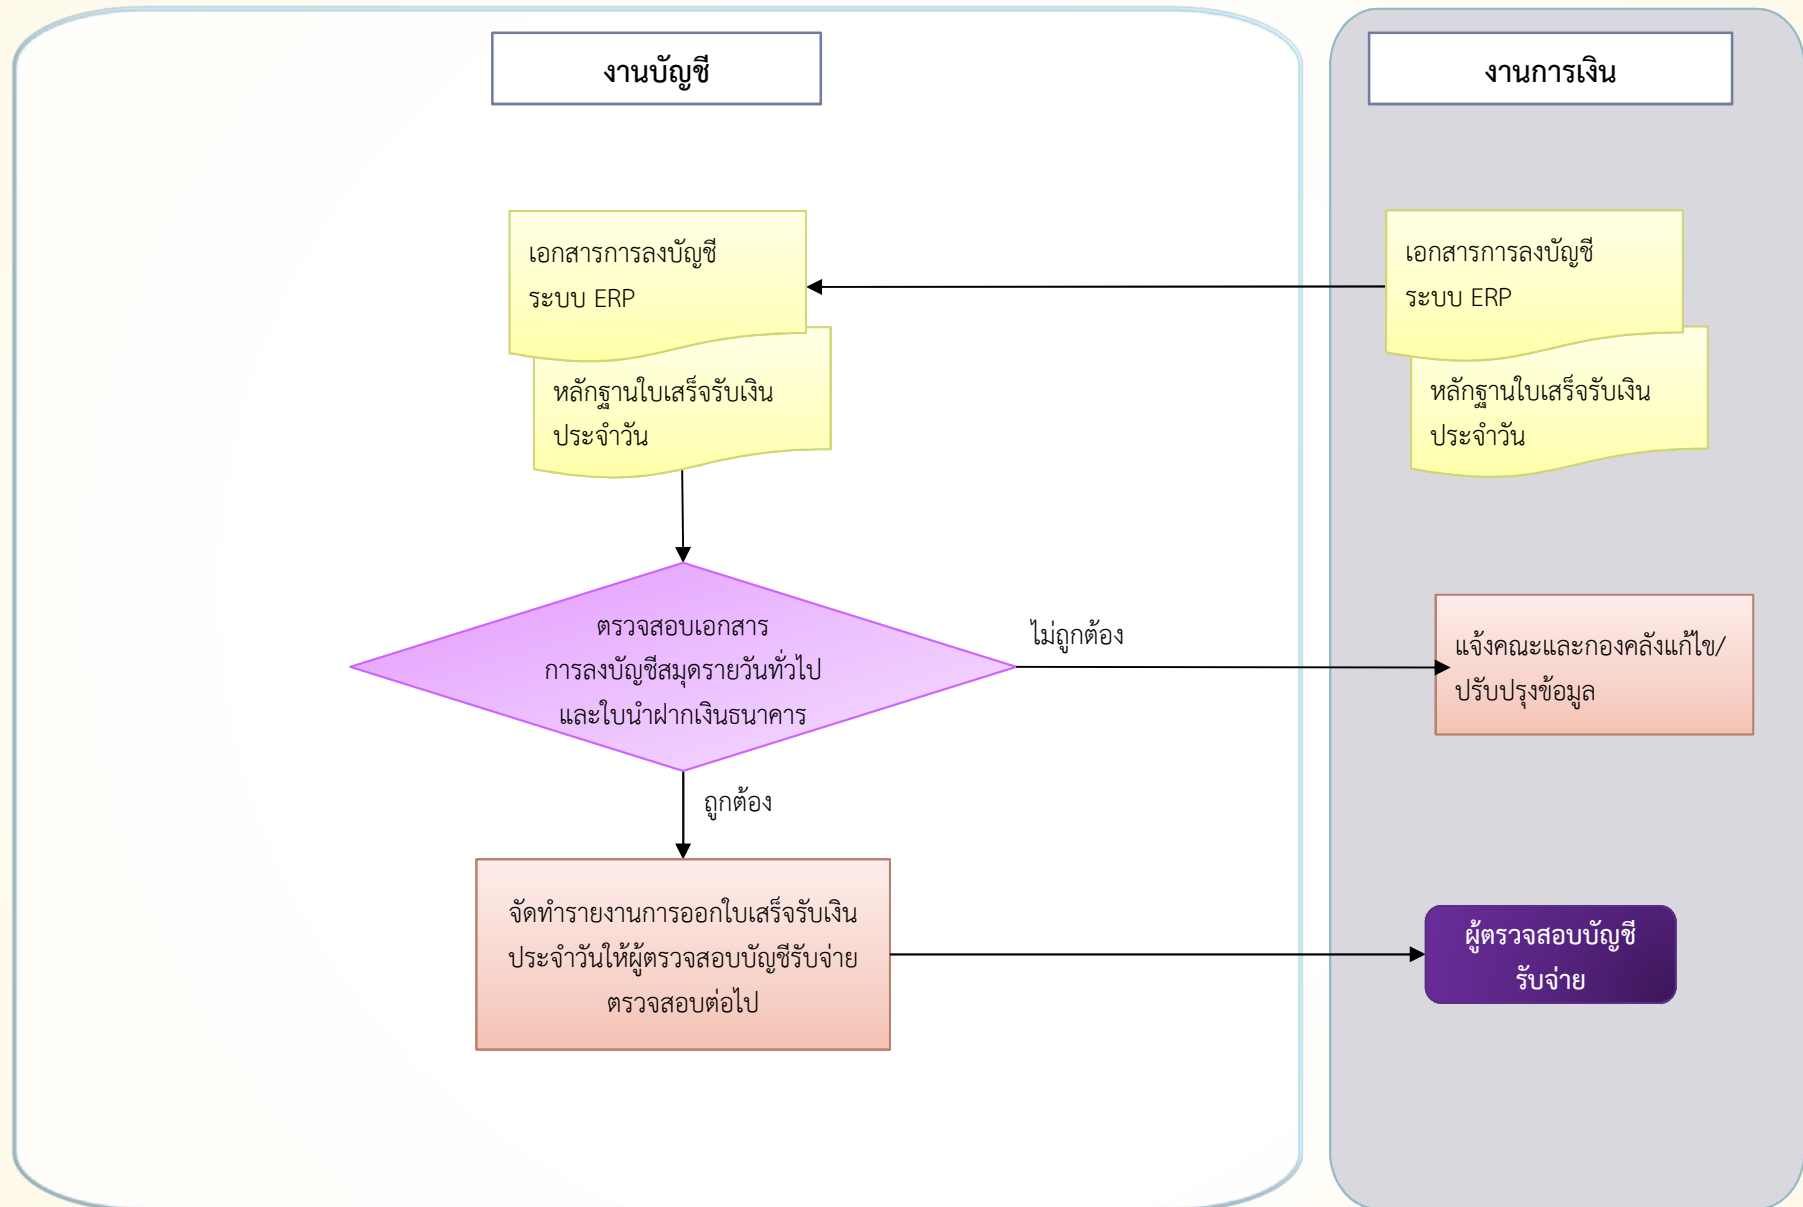 งานบัญชี
งานการเงิน
เอกสารการลงบัญชี
ระบบ ERP
หลักฐานใบเสร็จรับเงิน
ประจำวัน
เอกสารการลงบัญชี
ระบบ ERP
หลักฐานใบเสร็จรับเงิน
ประจำวัน
ตรวจสอบเอกสาร
การลงบัญชีสมุดรายวันทั่วไป
และใบนำฝากเงินธนาคาร
ไม่ถูกต้อง
แจ้งคณะและกองคลังแก้ไข/
ปรับปรุงข้อมูล
ถูกต้อง
จัดทำรายงานการออกใบเสร็จรับเงิน
ประจำวันให้ผู้ตรวจสอบบัญชีรับจ่าย
ตรวจสอบต่อไป
ผู้ตรวจสอบบัญชี
รับจ่าย